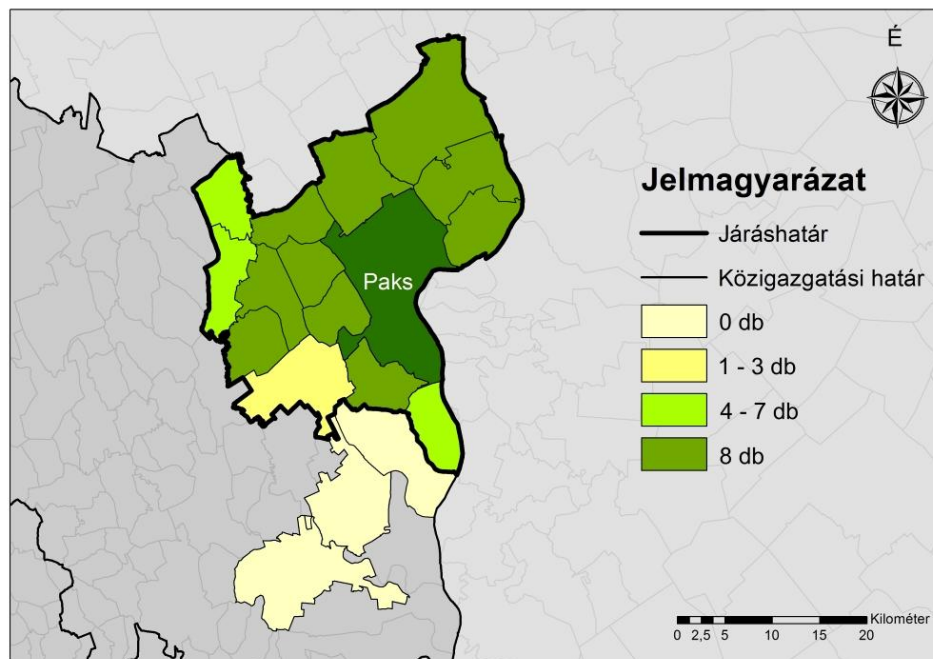 É
Jelmagyarázat
Járáshatár
Közigazgatási határ
0 db
1 - 3 db
4 - 7 db
8 db
Paks
Kilométer
0 2,5 5 10 15 20